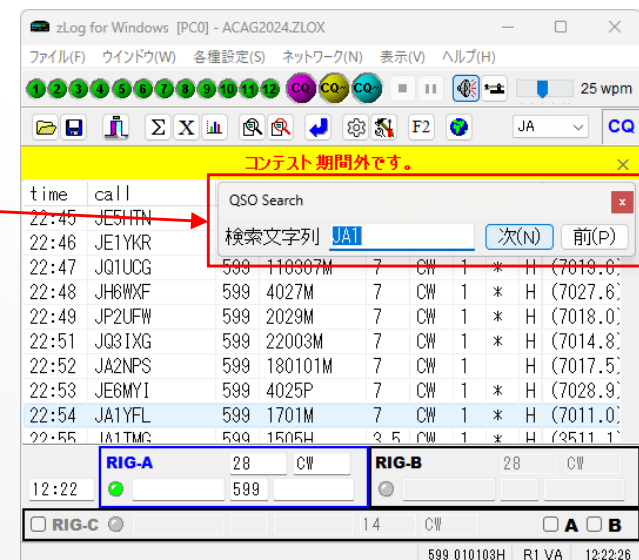 zLog for Windows [PC0] - ACAG2024.ZLOX
ファイル(F) ウインドウ(W) 各種設定(S) ネットワーク(N) 表示(V) ヘルプ(H)
1 2 3 4 5 6 7 8 9 10 11 12 CQ CQ~ CQ~ 25 wpm
Σ X F2 JA CQ
コンテスト期間外です。
time call
QSO Search
検索文字列 JA1 次(N) 前(P)
22:45 JE5HTN
22:46 JE1YKR
22:47 JQ1UCG 599 110307M 7 CW 1 * H (7019.8)
22:48 JH6WXF 599 4027M 7 CW 1 * H (7027.6)
22:49 JP2UFW 599 2029M 7 CW 1 * H (7018.0)
22:51 JQ3IXG 599 22003M 7 CW 1 * H (7014.8)
22:52 JA2NPS 599 180101M 7 CW 1 H (7017.5)
22:53 JE6MYI 599 4025P 7 CW 1 * H (7028.9)
22:54 JA1YFL 599 1701M 7 CW 1 * H (7011.0)
22:55 JA1TMG 599 1505H 3.5 CW 1 * H (3511.1)
RIG-A 28 CW RIG-B 28 CW
12:22 599
RIG-C 14 CW A B
599 010103H R1 VA 12:22:26